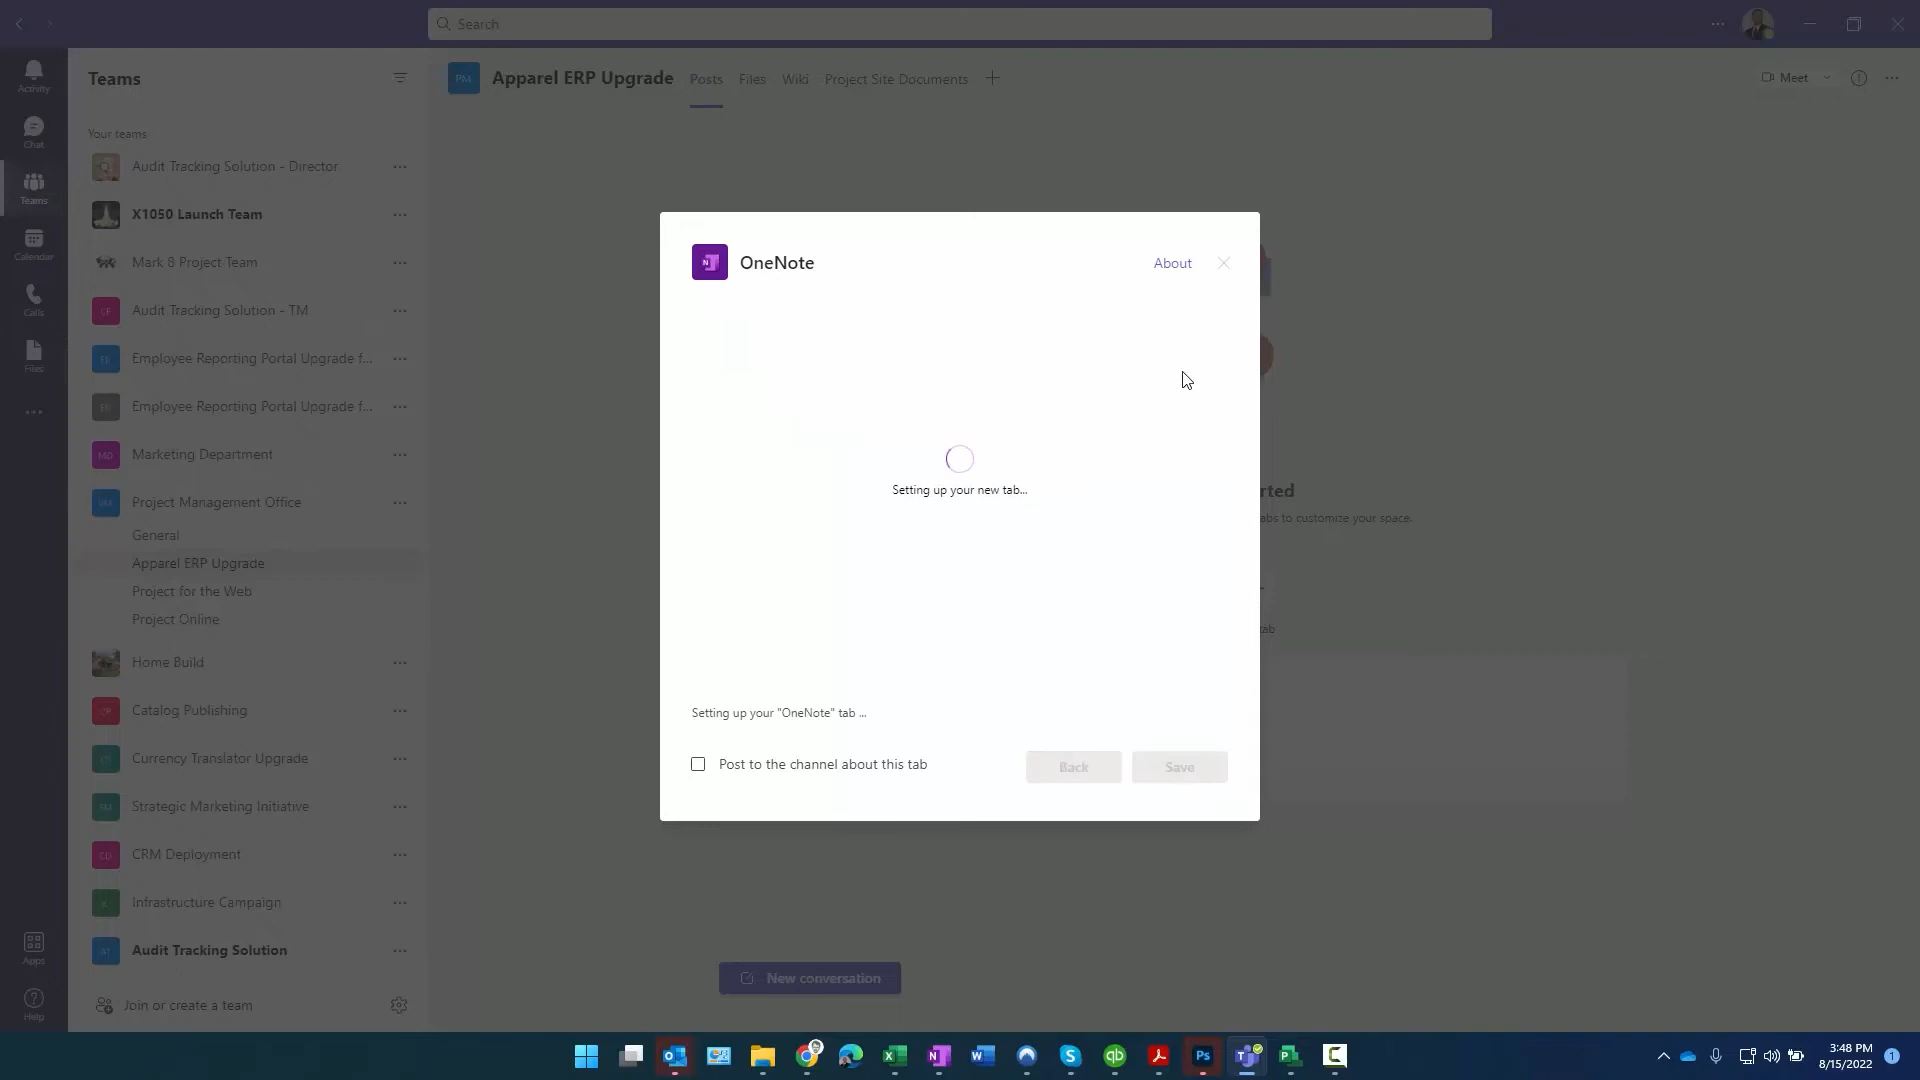 Search
Activity
Chat
Teams
Calendar
Calls
Files
Apps
Help
Teams
Your teams
Audit Tracking Solution - Director
X1050 Launch Team
Mark 8 Project Team
Audit Tracking Solution - TM
Employee Reporting Portal Upgrade f...
Employee Reporting Portal Upgrade f...
MD Marketing Department
Project Management Office
General
Apparel ERP Upgrade
Project for the Web
Project Online
Home Build
CP Catalog Publishing
Currency Translator Upgrade
Strategic Marketing Initiative
CD CRM Deployment
Infrastructure Campaign
Audit Tracking Solution
Join or create a team
PM Apparel ERP Upgrade Posts Files Wiki Project Site Documents
Meet
OneNote
About
Setting up your new tab...
Setting up your "OneNote" tab ...
Post to the channel about this tab
Back
Save
rted
abs to customize your space.
tab
New conversation
3:48 PM
8/15/2022
1